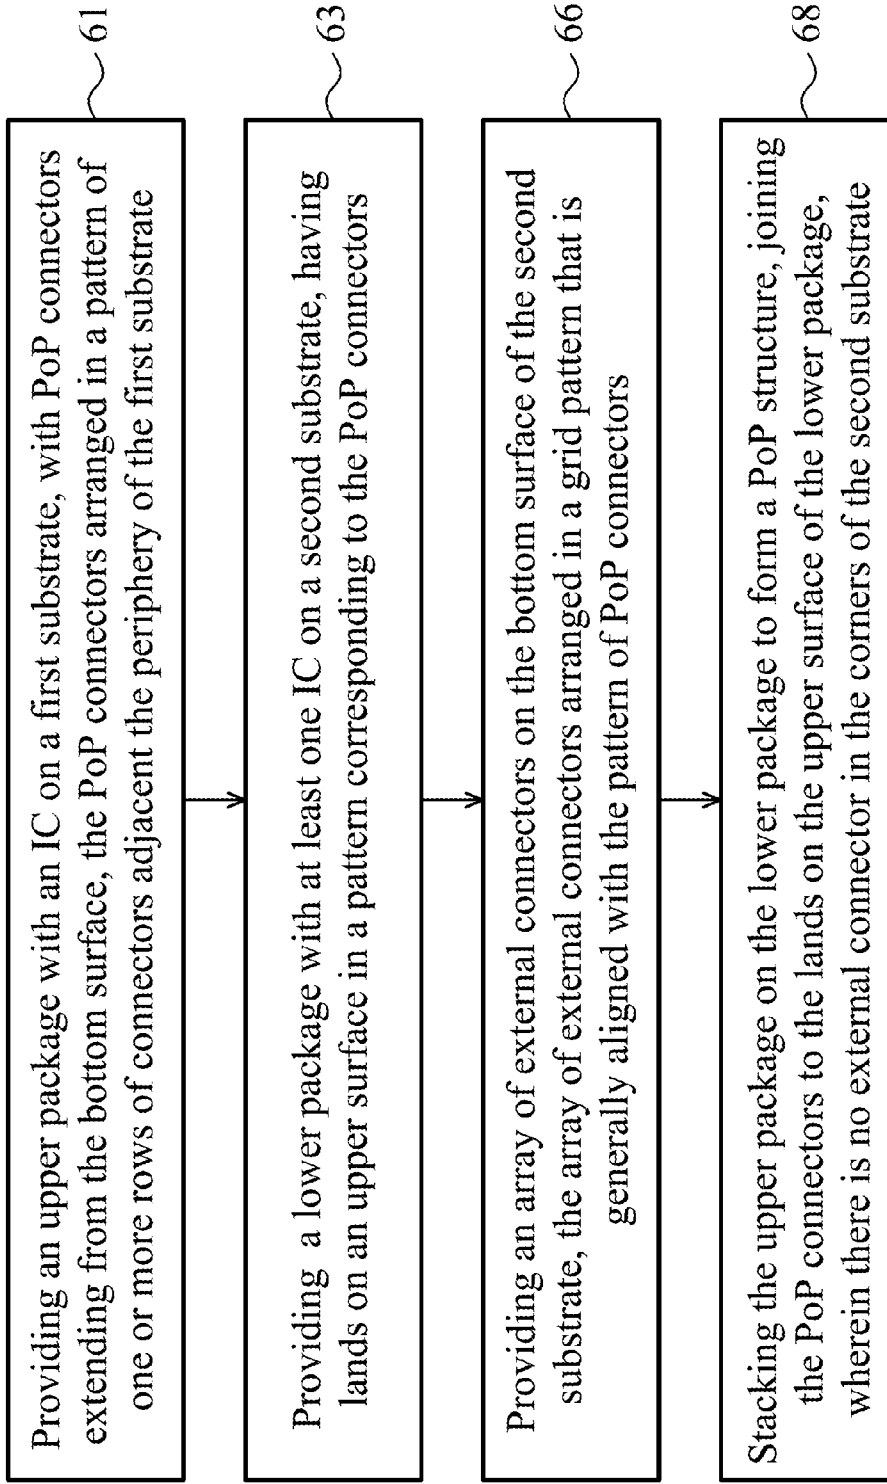 Providing an upper package with an IC on a first substrate, with PoP connectors
extending from the bottom surface, the PoP connectors arranged in a pattern of
one or more rows of connectors adjacent the periphery of the first substrate
61
Providing a lower package with at least one IC on a second substrate, having
lands on an upper surface in a pattern corresponding to the PoP connectors
63
Providing an array of external connectors on the bottom surface of the second
substrate, the array of external connectors arranged in a grid pattern that is
generally aligned with the pattern of PoP connectors
66
Stacking the upper package on the lower package to form a PoP structure, joining
the PoP connectors to the lands on the upper surface of the lower package,
wherein there is no external connector in the corners of the second substrate
68